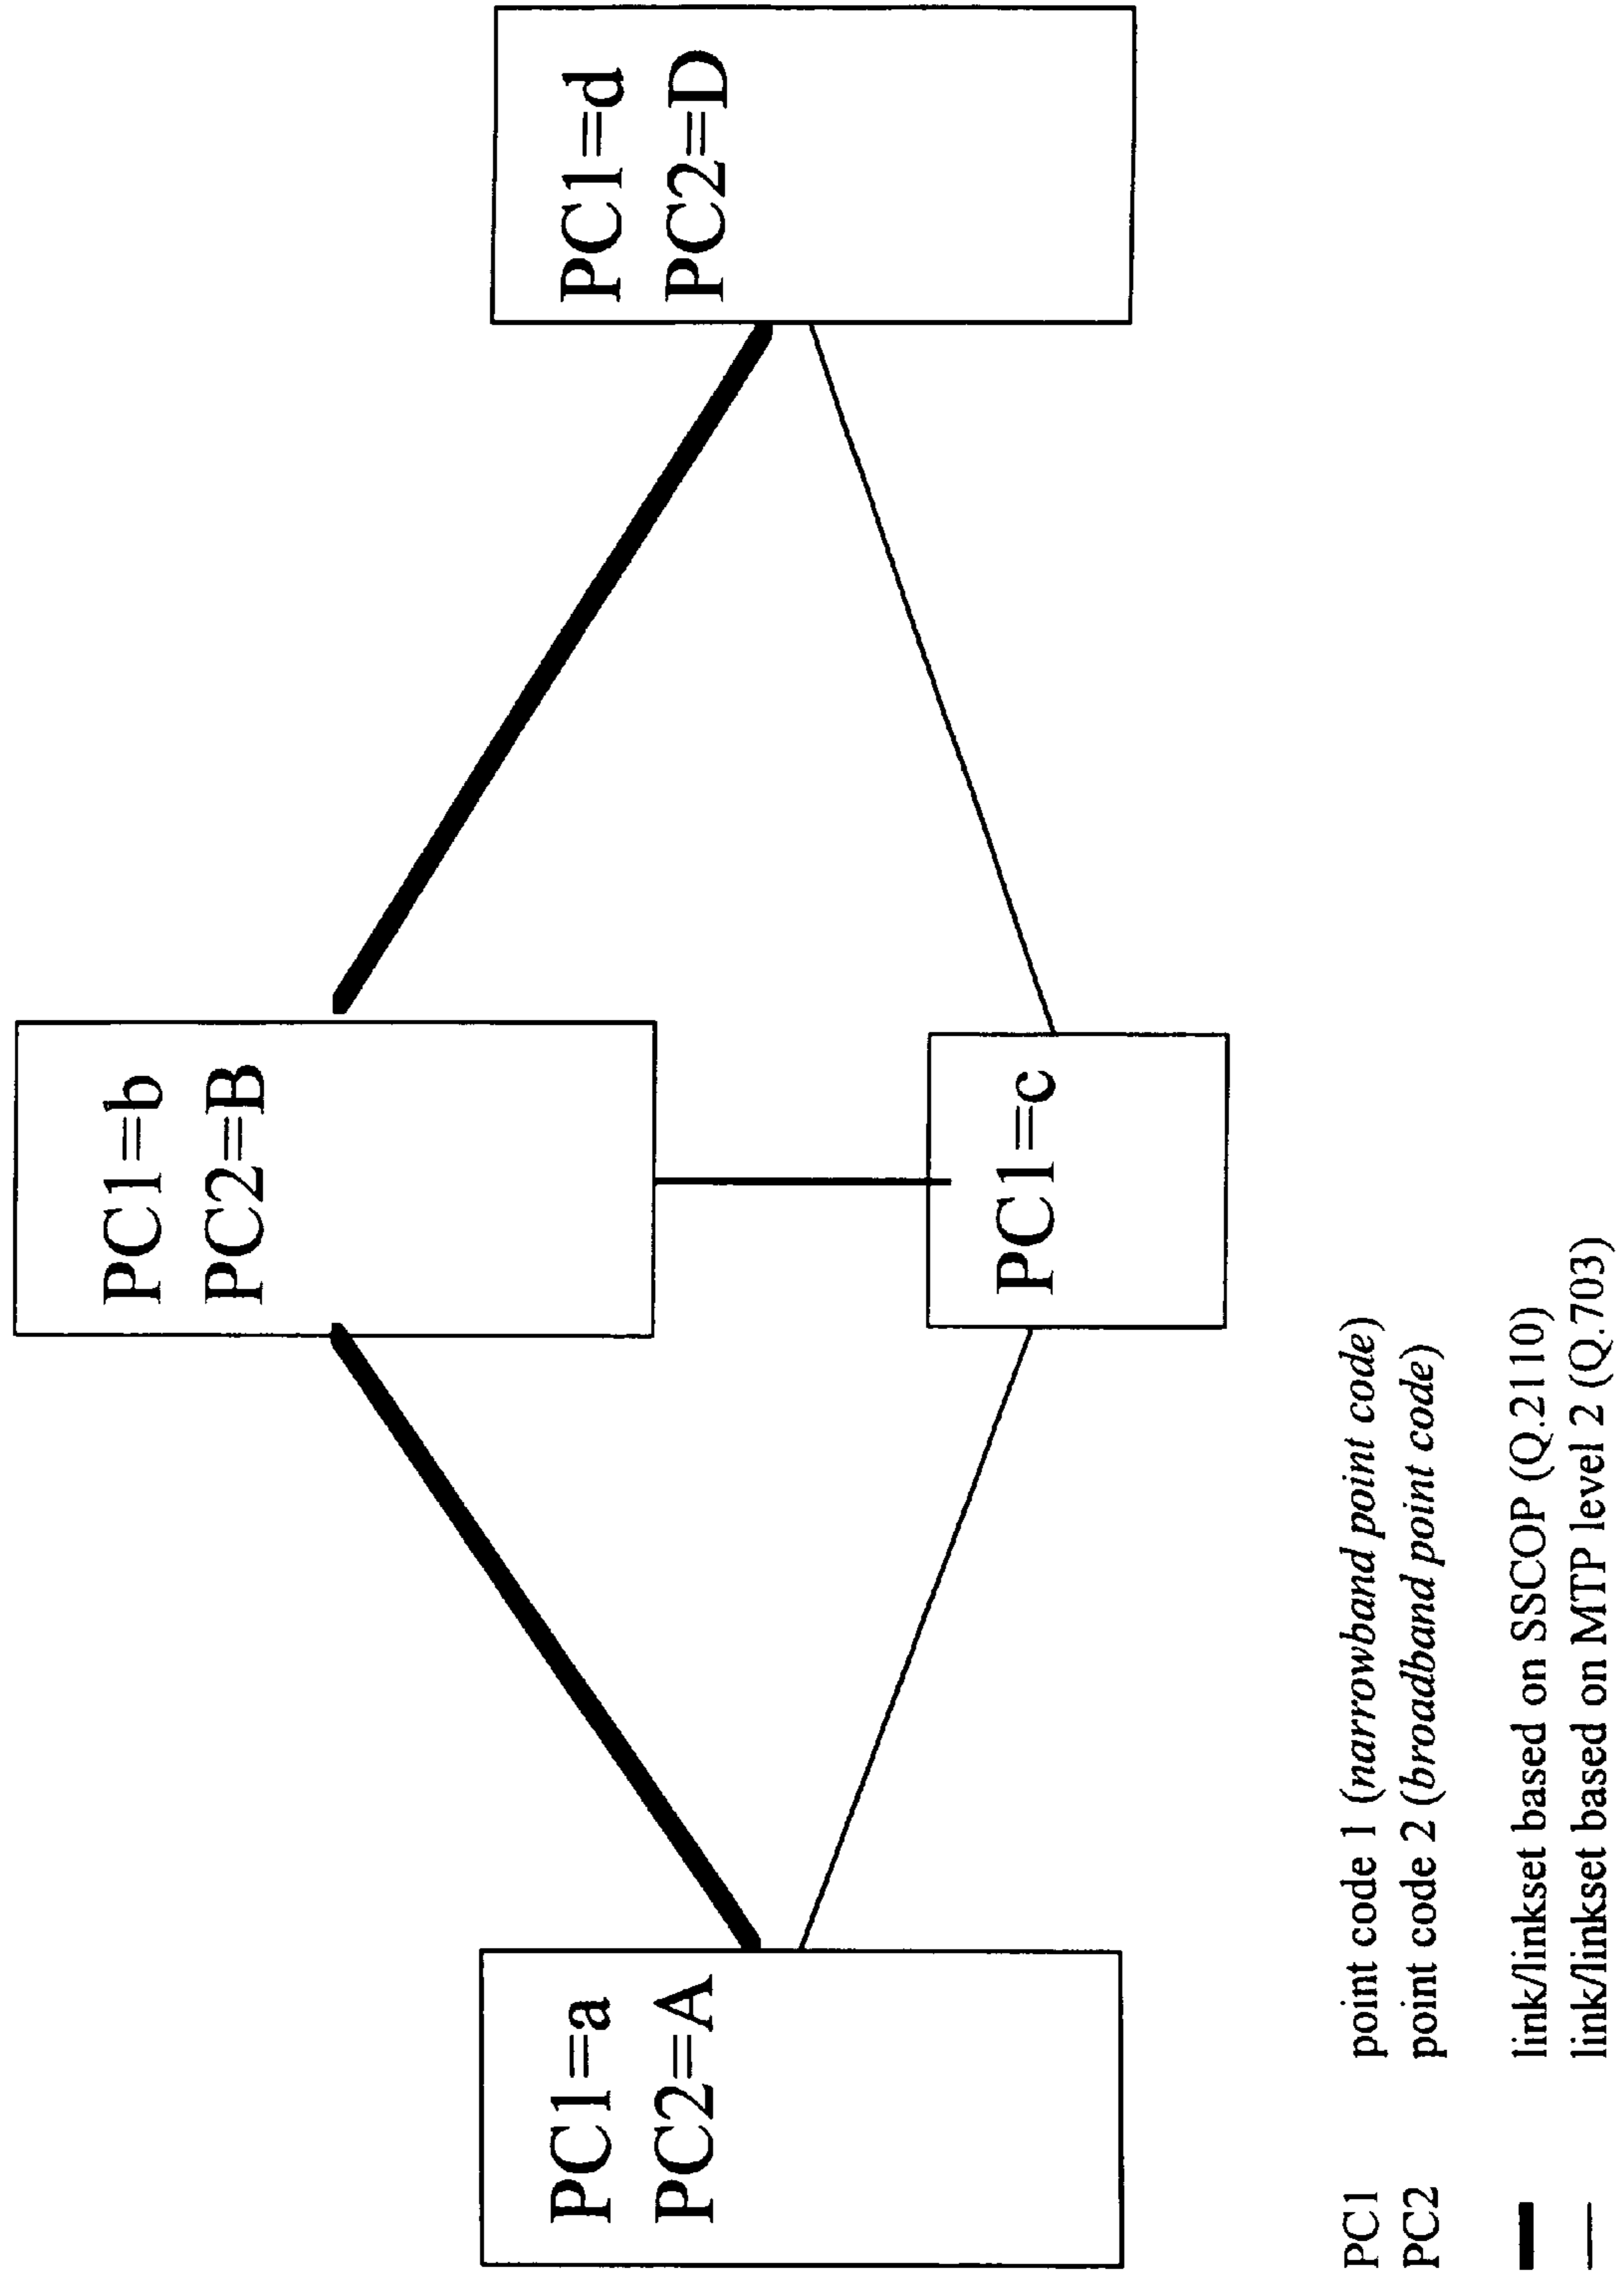 PC1=b
PC2=B
PC1=a
PC2=A
PC1=d
PC2=D
PC1=c
PC1 point code 1 (narrowband point code)
PC2 point code 2 (broadband point code)
link/linkset based on SSCOP (Q.2110)
link/linkset based on MTP level 2 (Q.703)